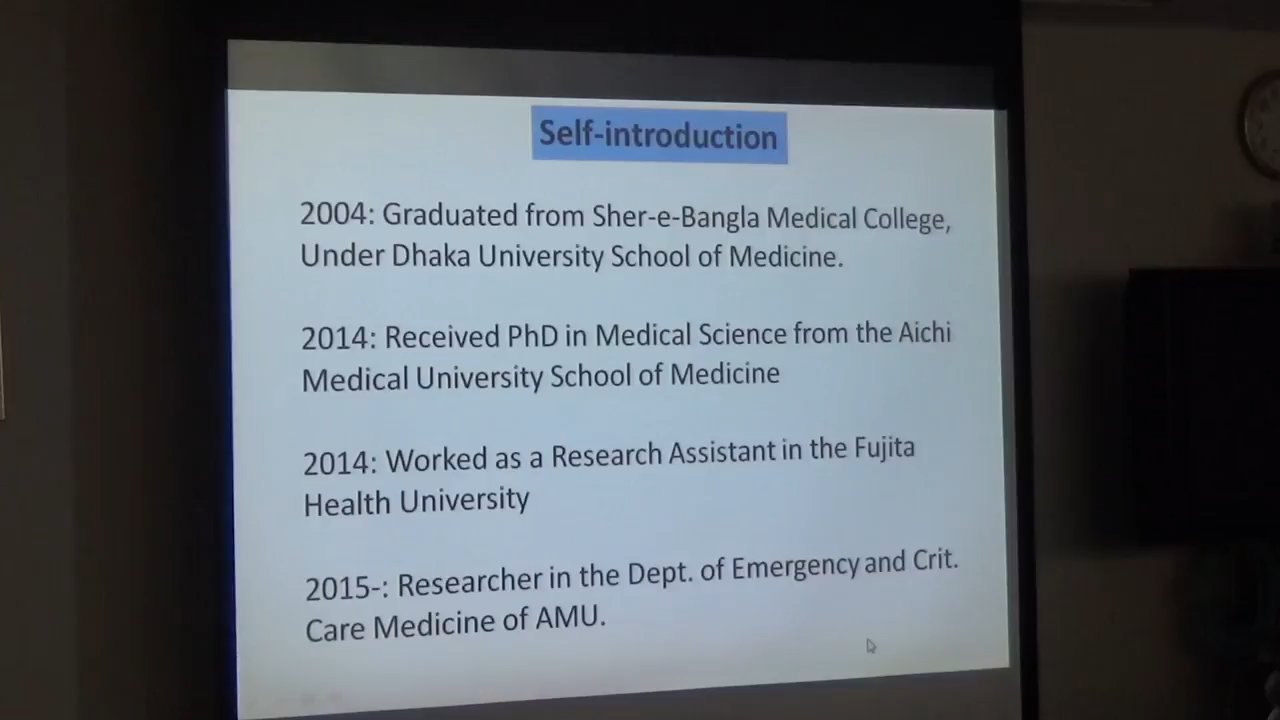 Self-introduction
2004: Graduated from Sher-e-Bangla Medical College,
Under Dhaka University School of Medicine.
2014: Received PhD in Medical Science from the Aichi
Medical University School of Medicine
2014: Worked as a Research Assistant in the Fujita
Health University
2015-: Researcher in the Dept. of Emergency and Crit.
Care Medicine of AMU.